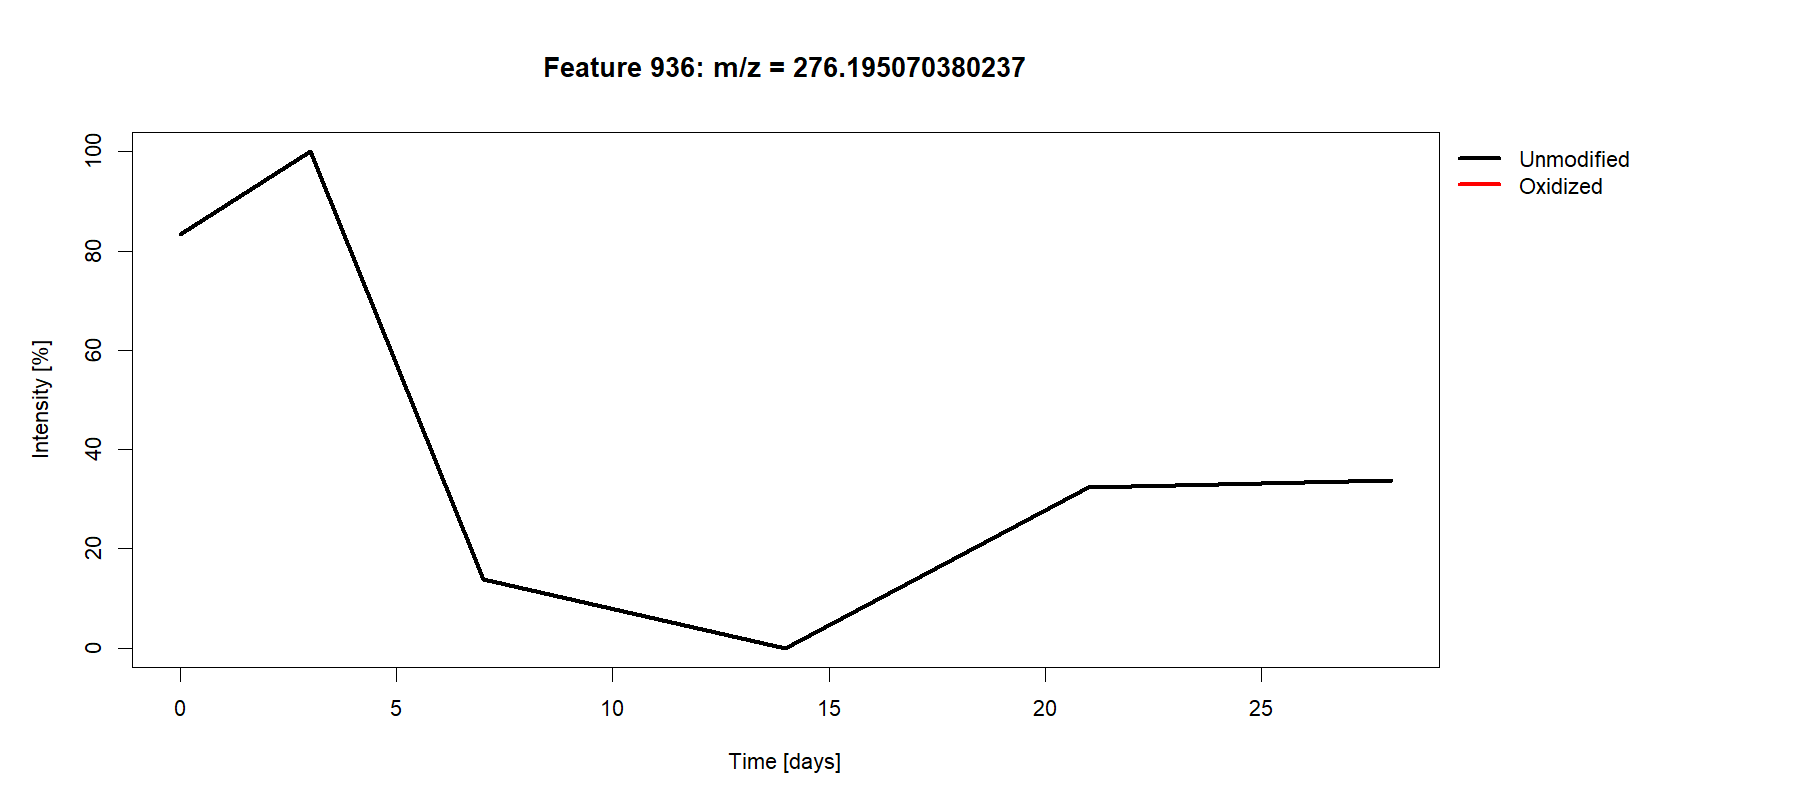 Feature 936: m/z = 276.195070380237
Unmodified
Oxidized
Intensity [%]
100
80
60
40
20
0
0 5 10 15 20 25
Time [days]